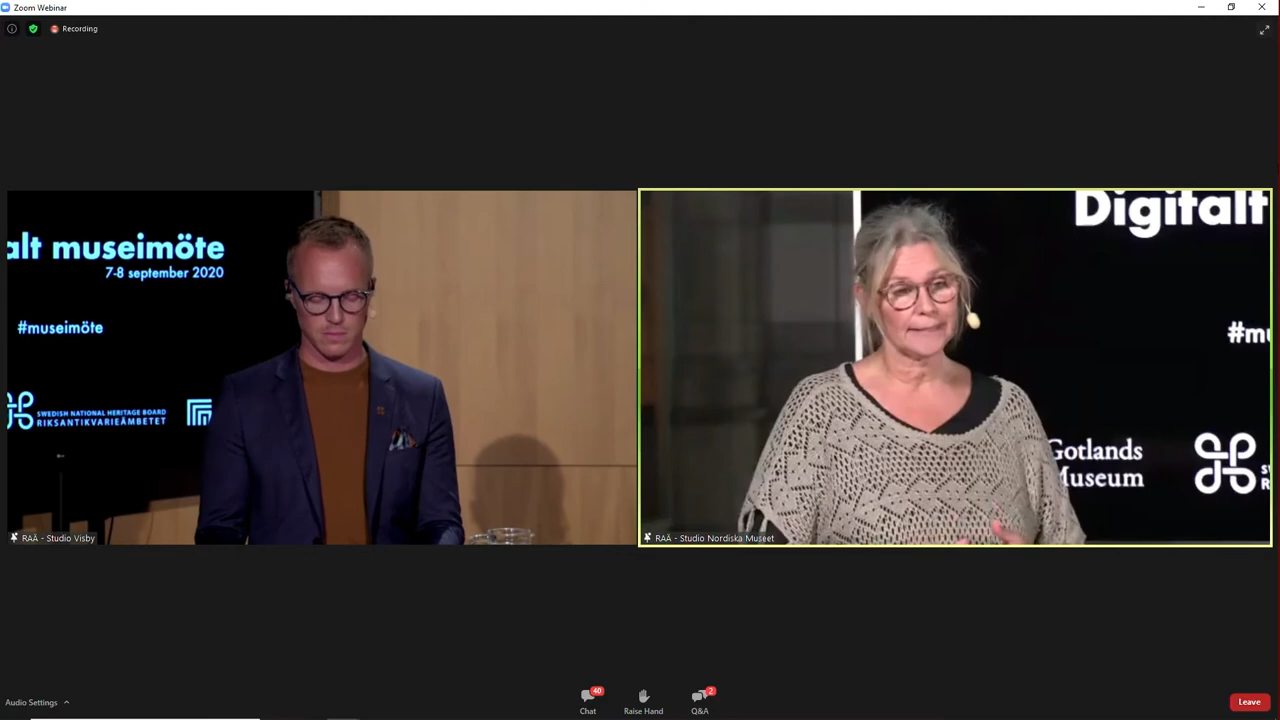 Zoom Webinar
Recording
alt museimöte
7-8 september 2020
#museimöte
SWEDISH NATIONAL HERITAGE BOARD
RIKSANTIKVARIEÄMBETET
RAÄ - Studio Visby
Digitalt
#mu
Gotlands
Museum
RAÄ - Studio Nordiska Museet
Audio Settings
40
Chat
Raise Hand
2
Q&A
Leave